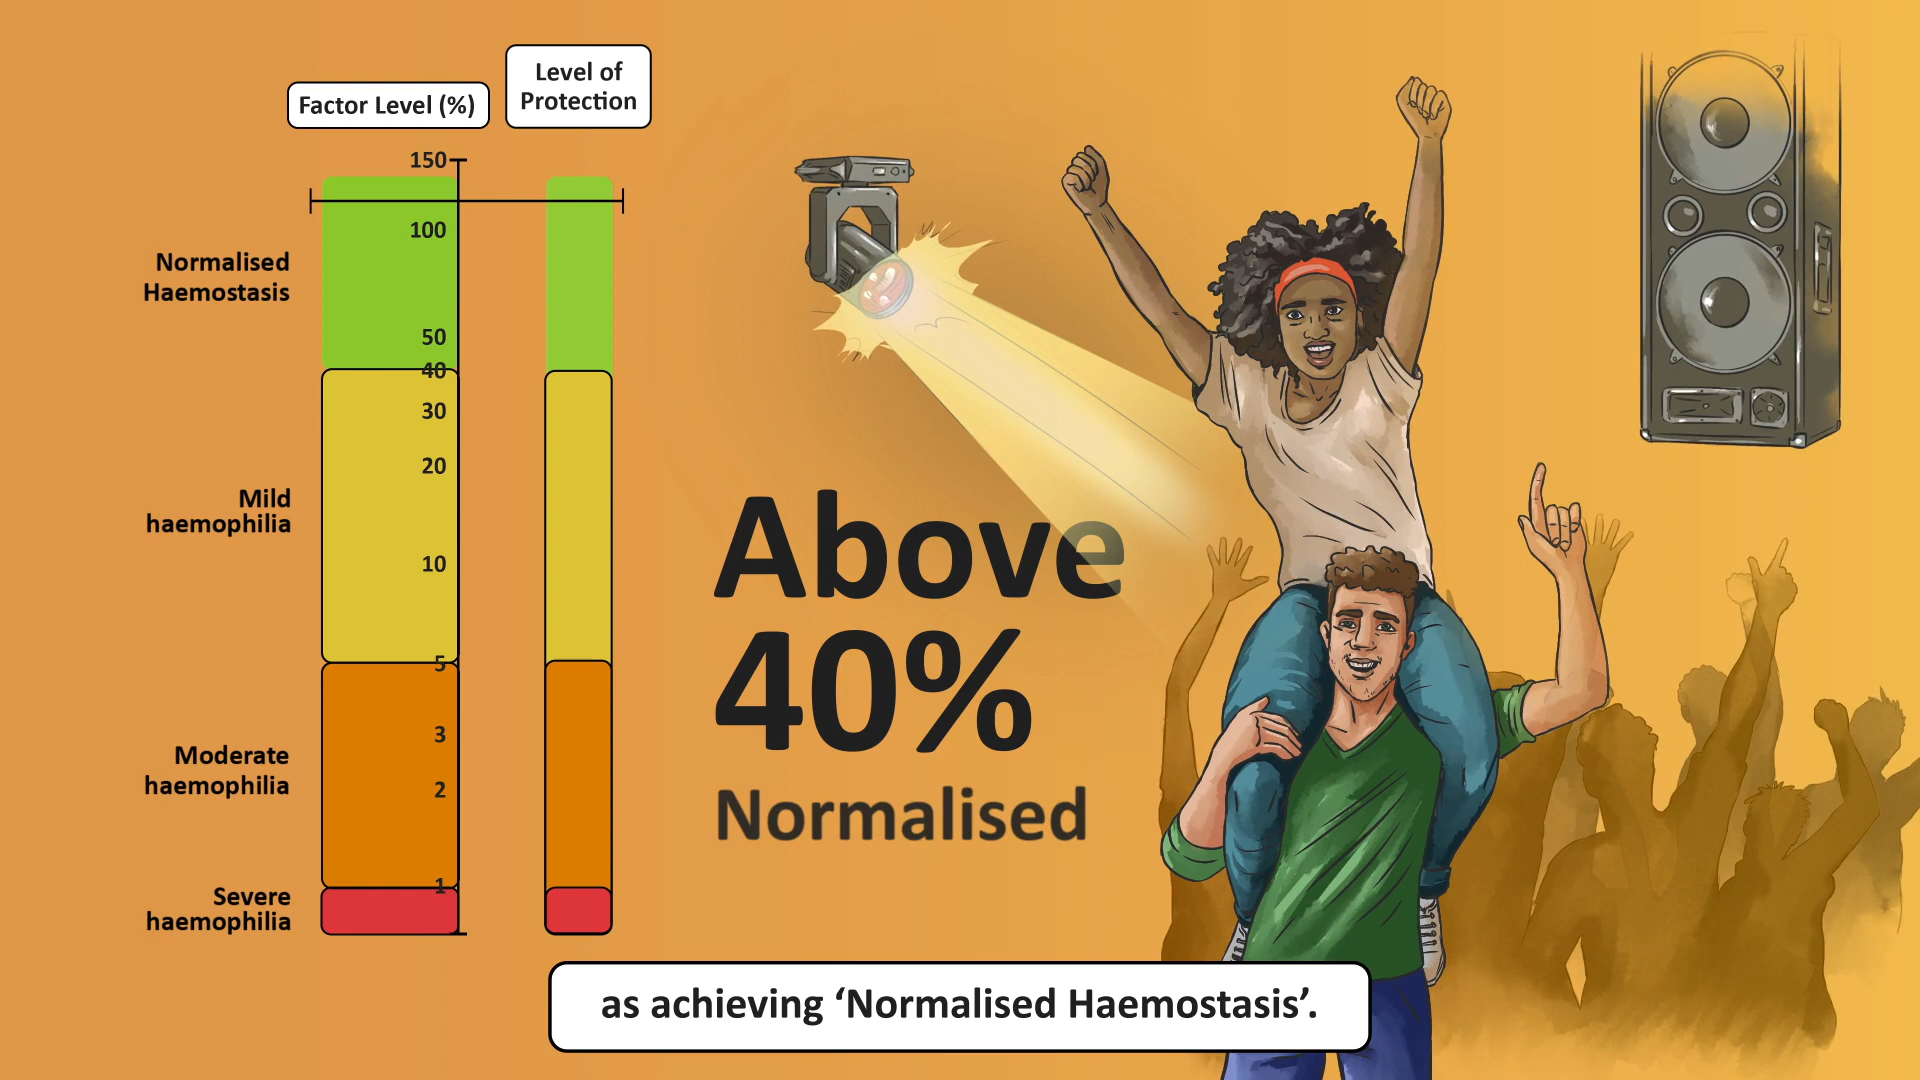 Factor Level (%)
Level of
Protection
150
100
50
40
30
20
10
5
3
2
1
Normalised
Haemostasis
Mild
haemophilia
Moderate
haemophilia
Severe
haemophilia
Above
40%
Normalised
as achieving ‘Normalised Haemostasis’.